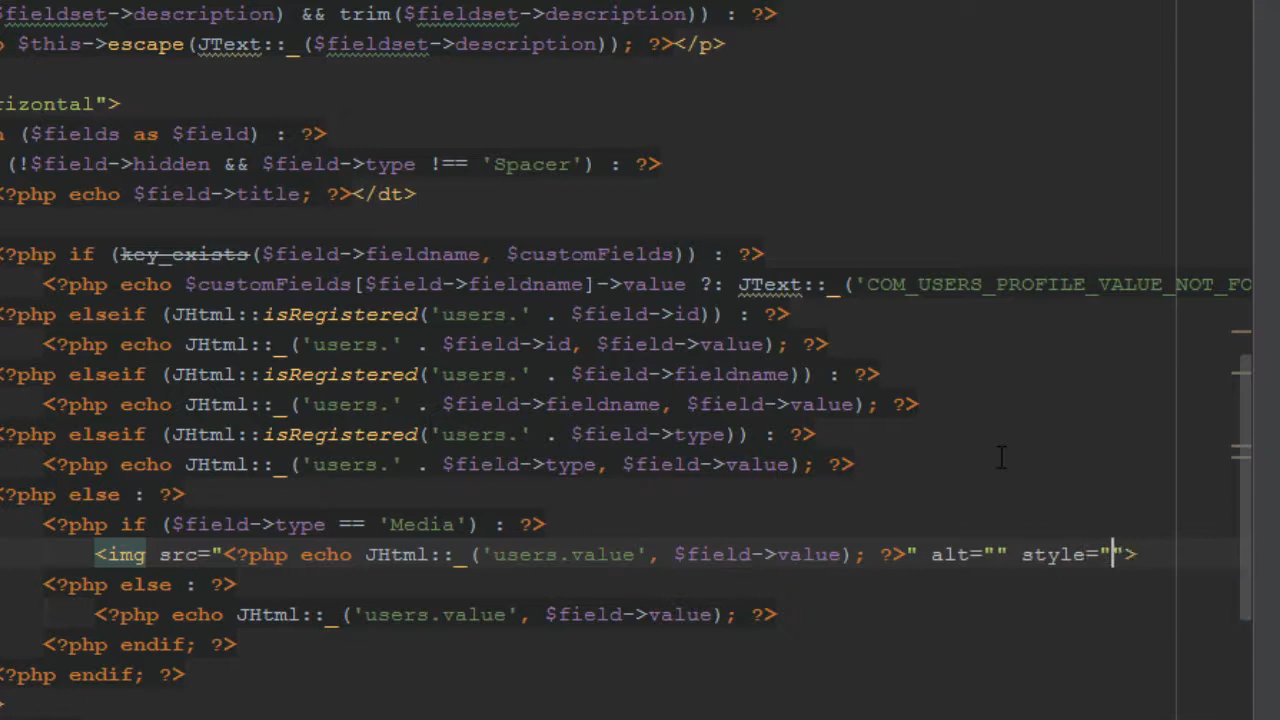 $fieldset->description) && trim($fieldset->description)) : ?>
$this->escape(JText::_($fieldset->description)); ?></p>
rizontal">
($fields as $field) : ?>
(!$field->hidden && $field->type !== 'Spacer') : ?>
<?php echo $field->title; ?></dt>
<?php if (key_exists($field->fieldname, $customFields)) : ?>
<?php echo $customFields[$field->fieldname]->value ?: JText::_('COM_USERS_PROFILE_VALUE_NOT_FO
<?php elseif (JHtml::isRegistered('users.' . $field->id)) : ?>
<?php echo JHtml::_('users.' . $field->id, $field->value); ?>
<?php elseif (JHtml::isRegistered('users.' . $field->fieldname)) : ?>
<?php echo JHtml::_('users.' . $field->fieldname, $field->value); ?>
<?php elseif (JHtml::isRegistered('users.' . $field->type)) : ?>
<?php echo JHtml::_('users.' . $field->type, $field->value); ?>
<?php else : ?>
<?php if ($field->type == 'Media') : ?>
<img src="<?php echo JHtml::_('users.value', $field->value); ?>" alt="" style="">
<?php else : ?>
<?php echo JHtml::_('users.value', $field->value); ?>
<?php endif; ?>
<?php endif; ?>